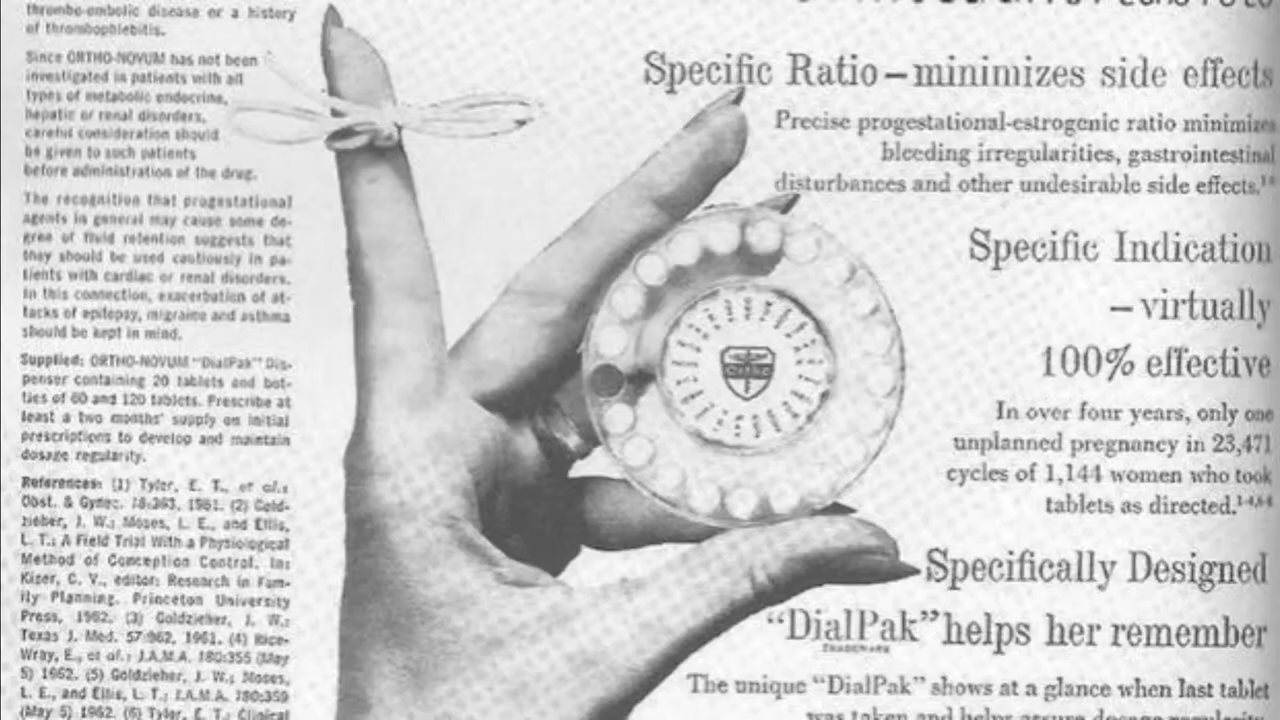 thrombo-embolic disease or a history
of thrombophlebitis.
Since ORTHO-NOVUM has not been
investigated in patients with all
types of metabolic endocrine,
hepatic or renal disorders,
careful consideration should
be given to such patients
before administration of the drug.
The recognition that progestational
agents in general may cause some de-
gree of fluid retention suggests that
they should be used cautiously in pa-
tients with cardiac or renal disorders.
In this connection, exacerbation of at-
tacks of epilepsy, migraine and asthma
should be kept in mind.
Supplied: ORTHO-NOVUM "DialPak" Dis-
penser containing 20 tablets and bot-
tles of 60 and 120 tablets. Prescribe at
least a two months' supply on initial
prescriptions to develop and maintain
dosage regularity.
References: (1) Tyler, E. T., et al.:
Obst. & Gynec. 18:363, 1961. (2) Gold-
zieher, J. W.; Moses, L. E., and Ellis,
L. T.: A Field Trial With a Physiological
Method of Conception Control. In:
Kiser, C. V., editor: Research in Fam-
ily Planning. Princeton University
Press, 1962. (3) Goldzieher, J. W.:
Texas J. Med. 57:962, 1961. (4) Rice-
Wray, E., et al.: J.A.M.A. 180:355 (May
5) 1962. (5) Goldzieher, J. W.; Moses,
L. E., and Ellis, L. T.: J.A.M.A. 180:359
(May 5) 1962. (6) Tyler, E. T.: Clinical
Ortho
Specific Ratio–minimizes side effects
Precise progestational-estrogenic ratio minimizes
bleeding irregularities, gastrointestinal
disturbances and other undesirable side effects.
Specific Indication
–virtually
100% effective
In over four years, only one
unplanned pregnancy in 23,471
cycles of 1,144 women who took
tablets as directed.
Specifically Designed
"DialPak" helps her remember
TRADEMARK
The unique "DialPak" shows at a glance when last tablet
was taken and helps assure dosage regularity